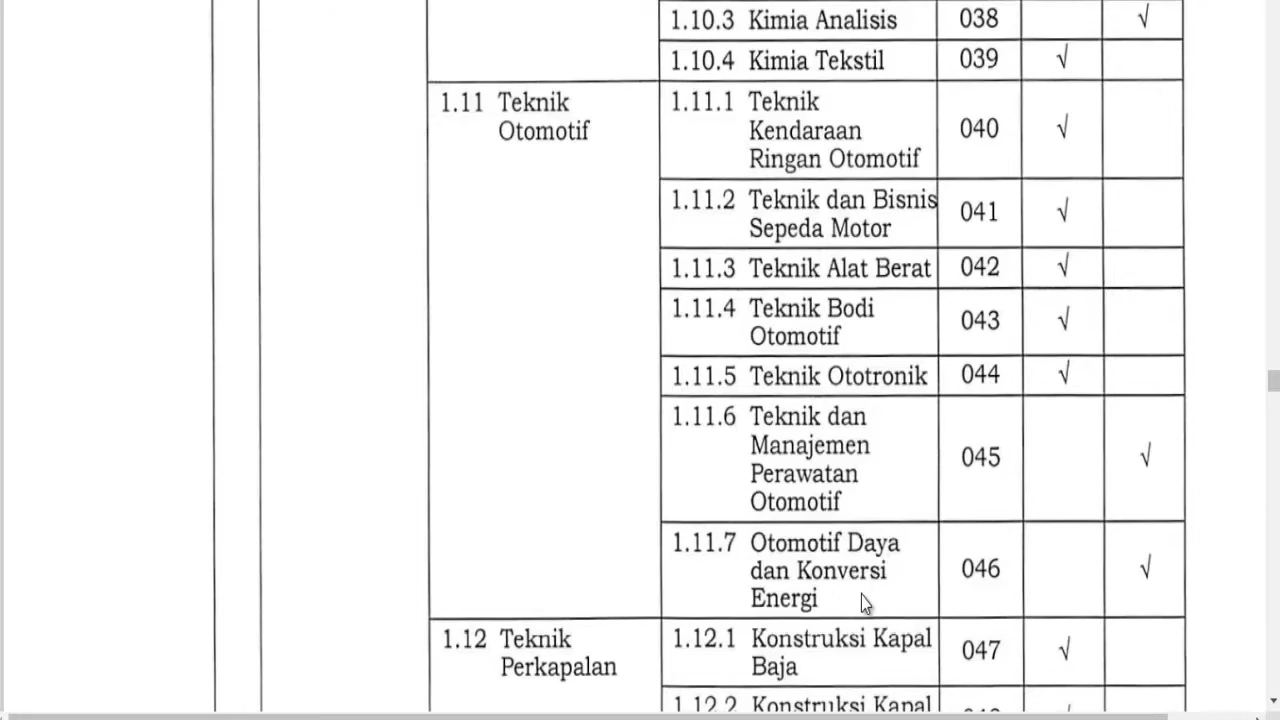 1.10.3 Kimia Analisis 038 √
1.10.4 Kimia Tekstil 039 √
1.11 Teknik
Otomotif
1.11.1 Teknik
Kendaraan
Ringan Otomotif
040 √
1.11.2 Teknik dan Bisnis
Sepeda Motor
041 √
1.11.3 Teknik Alat Berat 042 √
1.11.4 Teknik Bodi
Otomotif
043 √
1.11.5 Teknik Ototronik 044 √
1.11.6 Teknik dan
Manajemen
Perawatan
Otomotif
045 √
1.11.7 Otomotif Daya
dan Konversi
Energi
046 √
1.12 Teknik
Perkapalan
1.12.1 Konstruksi Kapal
Baja
047 √
1.12.2 Konstruksi Kapal